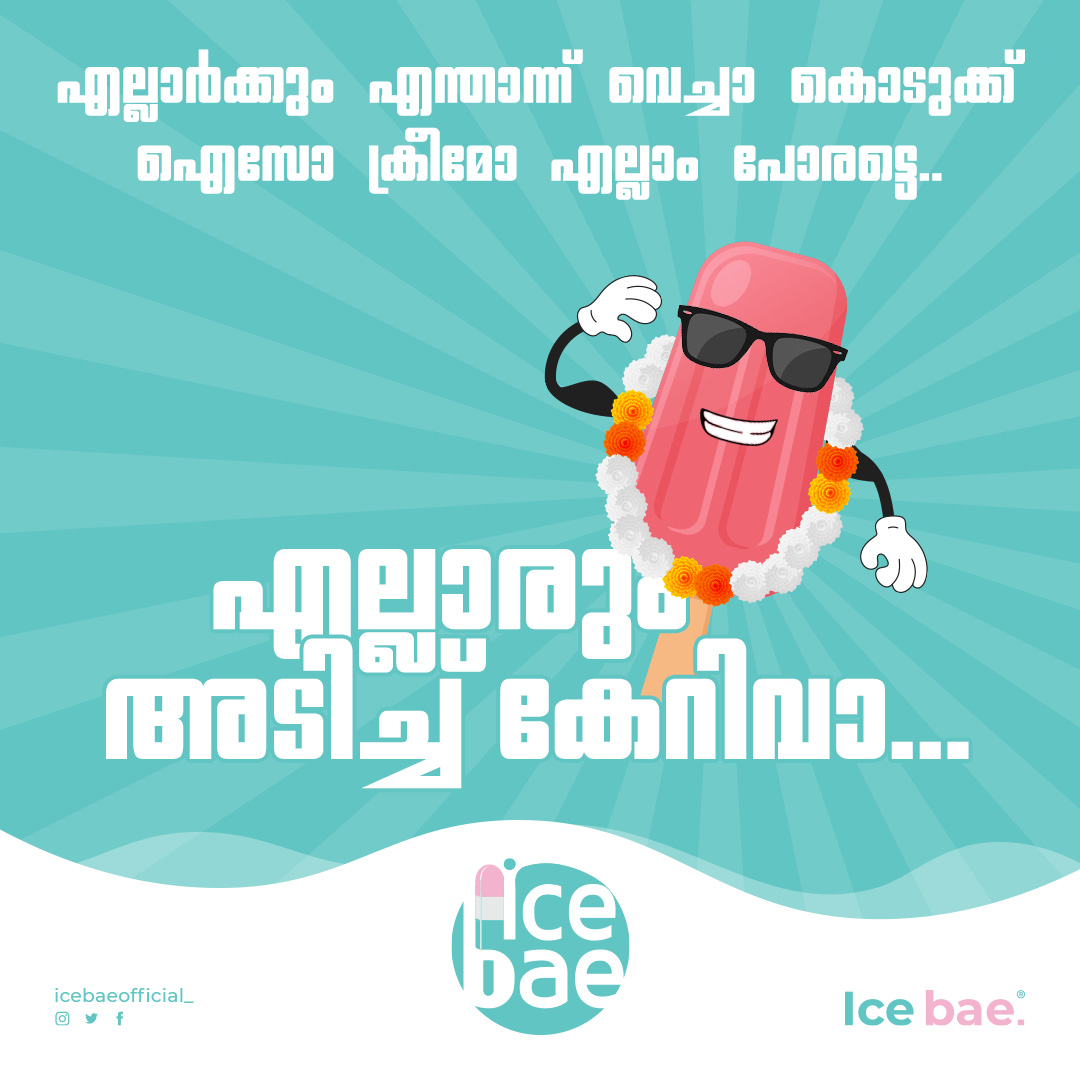 എല്ലാർക്കും എന്താന്ന് വെച്ചാ കൊടുക്ക്
ഐസോ ക്രീമോ എല്ലാം പോരട്ടെ..
എല്ലാരും
അടിച്ച് കേറിവാ...
ice
bae
icebaeofficial_
Ice bae.®